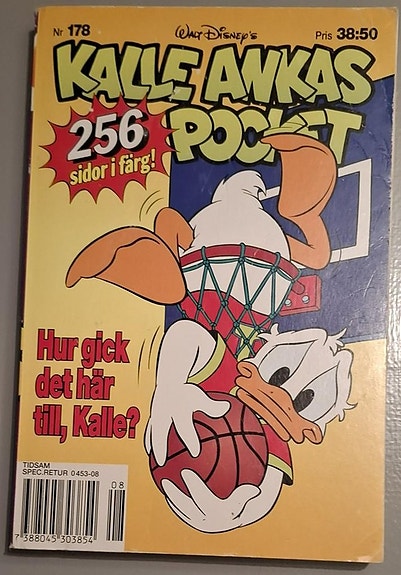 Nr 178
WALT DISNEY'S
Pris 38:50
KALLE ANKAS
POCKET
256
sidor i färg!
Hur gick
det här
till, Kalle?
TIDSAM
SPEC.RETUR 0453-08
08
7 388045 303854